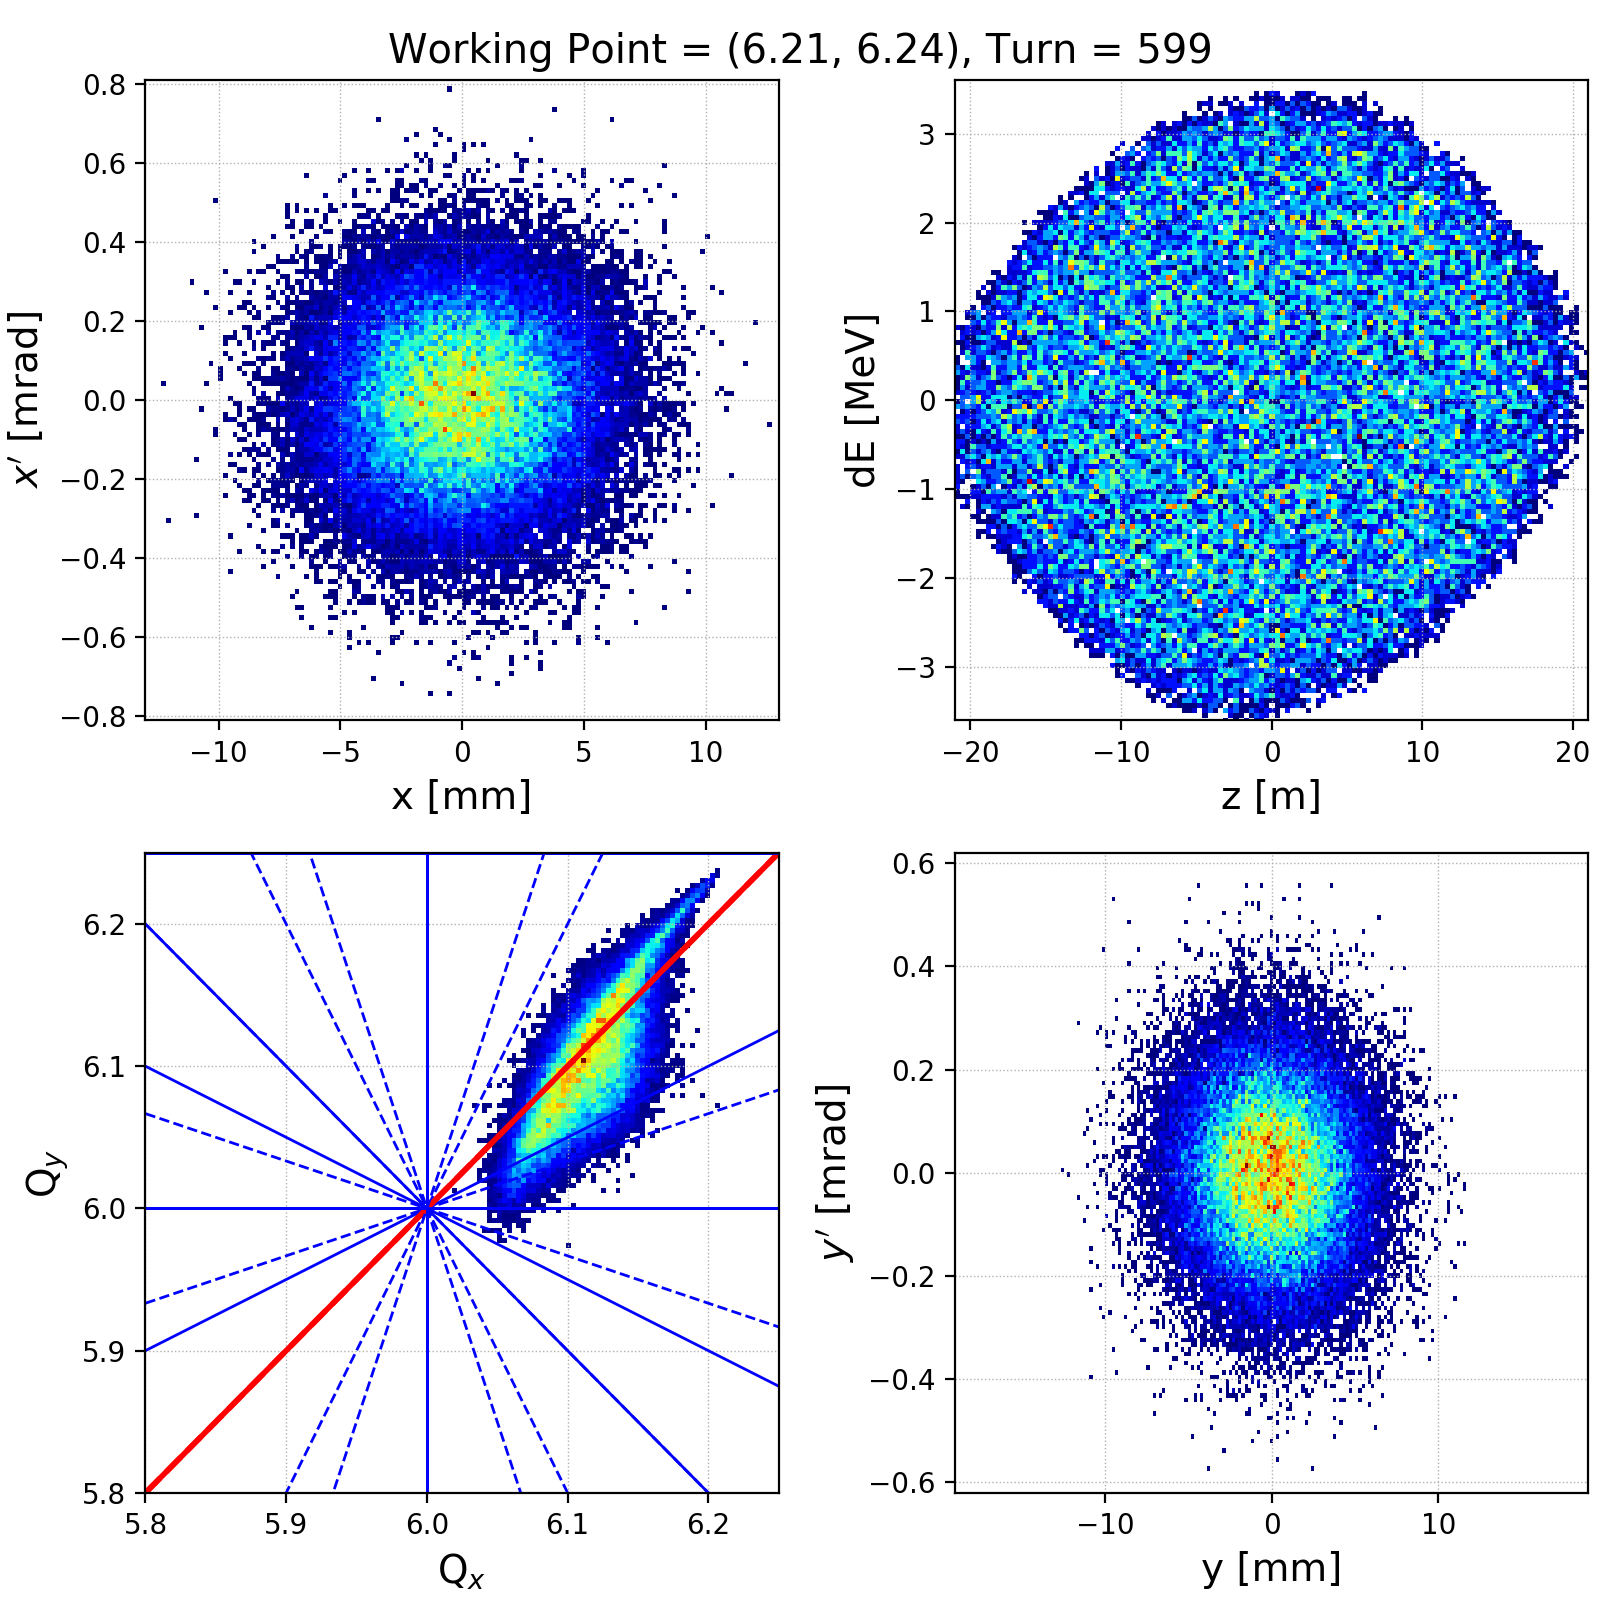 Working Point = (6.21, 6.24), Turn = 599
0.8
0.6
0.4
0.2
0.0
−0.2
−0.4
−0.6
−0.8
x′ [mrad]
−10 −5 0 5 10
x [mm]
3
2
1
0
−1
−2
−3
dE [MeV]
−20 −10 0 10 20
z [m]
6.2
6.1
6.0
5.9
5.8
Qy
5.8 5.9 6.0 6.1 6.2
Qx
0.6
0.4
0.2
0.0
−0.2
−0.4
−0.6
y′ [mrad]
−10 0 10
y [mm]